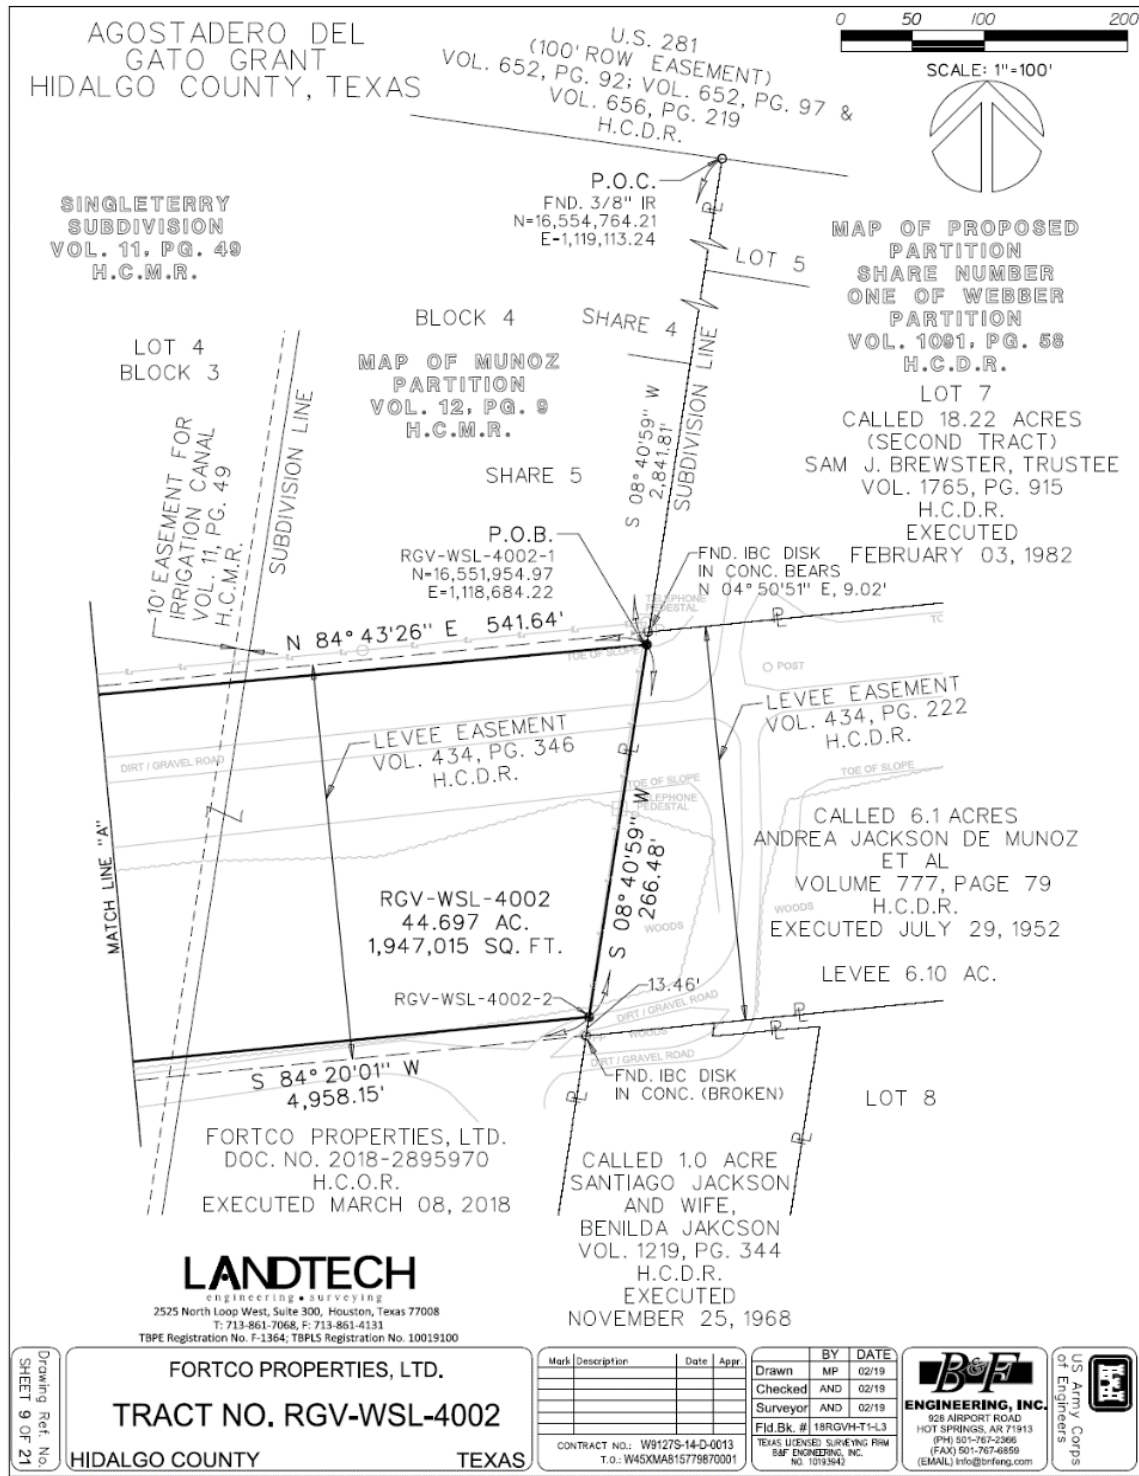 AGOSTADERO DEL
GATO GRANT
HIDALGO COUNTY, TEXAS
U.S. 281
(100' ROW EASEMENT)
VOL. 652, PG. 92; VOL. 652, PG. 97 &
VOL. 656, PG. 219
H.C.D.R.
0 50 100 200
SCALE: 1"=100'
P.O.C.
FND. 3/8" IR
N=16,554,764.21
E=1,119,113.24
SINGLETERRY
SUBDIVISION
VOL. 11, PG. 49
H.C.M.R.
MAP OF PROPOSED
PARTITION
SHARE NUMBER
ONE OF WEBBER
PARTITION
VOL. 1091, PG. 58
H.C.D.R.
LOT 5
BLOCK 4
SHARE 4
LOT 4
BLOCK 3
MAP OF MUNOZ
PARTITION
VOL. 12, PG. 9
H.C.M.R.
SHARE 5
SUBDIVISION LINE
S 08°40'59" W
2,841.81'
SUBDIVISION LINE
LOT 7
CALLED 18.22 ACRES
(SECOND TRACT)
SAM J. BREWSTER, TRUSTEE
VOL. 1765, PG. 915
H.C.D.R.
EXECUTED
FEBRUARY 03, 1982
10' EASEMENT FOR
IRRIGATION CANAL
VOL. 11, PG. 49
H.C.M.R.
P.O.B.
RGV-WSL-4002-1
N=16,551,954.97
E=1,118,684.22
FND. IBC DISK
IN CONC. BEARS
N 04°50'51" E, 9.02'
TELEPHONE
PEDESTAL
N 84°43'26" E 541.64'
TOE OF SLOPE
TO
POST
LEVEE EASEMENT
VOL. 434, PG. 222
H.C.D.R.
LEVEE EASEMENT
VOL. 434, PG. 346
H.C.D.R.
DIRT / GRAVEL ROAD
TOE OF SLOPE
TOE OF SLOPE
TELEPHONE
PEDESTAL
S 08°40'59" W
266.48'
CALLED 6.1 ACRES
ANDREA JACKSON DE MUNOZ
ET AL
VOLUME 777, PAGE 79
H.C.D.R.
EXECUTED JULY 29, 1952
WOODS
WOODS
LEVEE 6.10 AC.
MATCH LINE "A"
RGV-WSL-4002
44.697 AC.
1,947,015 SQ. FT.
RGV-WSL-4002-2
13.46'
DIRT / GRAVEL ROAD
WOODS
DIRT / GRAVEL ROAD
S 84°20'01" W
4,958.15'
FND. IBC DISK
IN CONC. (BROKEN)
LOT 8
FORTCO PROPERTIES, LTD.
DOC. NO. 2018-2895970
H.C.O.R.
EXECUTED MARCH 08, 2018
CALLED 1.0 ACRE
SANTIAGO JACKSON
AND WIFE,
BENILDA JAKCSON
VOL. 1219, PG. 344
H.C.D.R.
EXECUTED
NOVEMBER 25, 1968
LANDTECH
engineering • surveying
2525 North Loop West, Suite 300, Houston, Texas 77008
T: 713-861-7068, F: 713-861-4131
TBPE Registration No. F-1364; TBPLS Registration No. 10019100
Drawing Ref. No.
SHEET 9 OF 21
FORTCO PROPERTIES, LTD.
TRACT NO. RGV-WSL-4002
HIDALGO COUNTY TEXAS
Mark Description Date Appr.
CONTRACT NO.: W9127S-14-D-0013
T.O.: W45XMA815779870001
BY DATE
Drawn MP 02/19
Checked AND 02/19
Surveyor AND 02/19
Fld.Bk. # 18RGVH-T1-L3
TEXAS LICENSED SURVEYING FIRM
B&F ENGINEERING, INC.
NO. 10193942
B&F
ENGINEERING, INC.
928 AIRPORT ROAD
HOT SPRINGS, AR 71913
(PH) 501-767-2366
(FAX) 501-767-6859
(EMAIL) info@bnfeng.com
US Army Corps
of Engineers